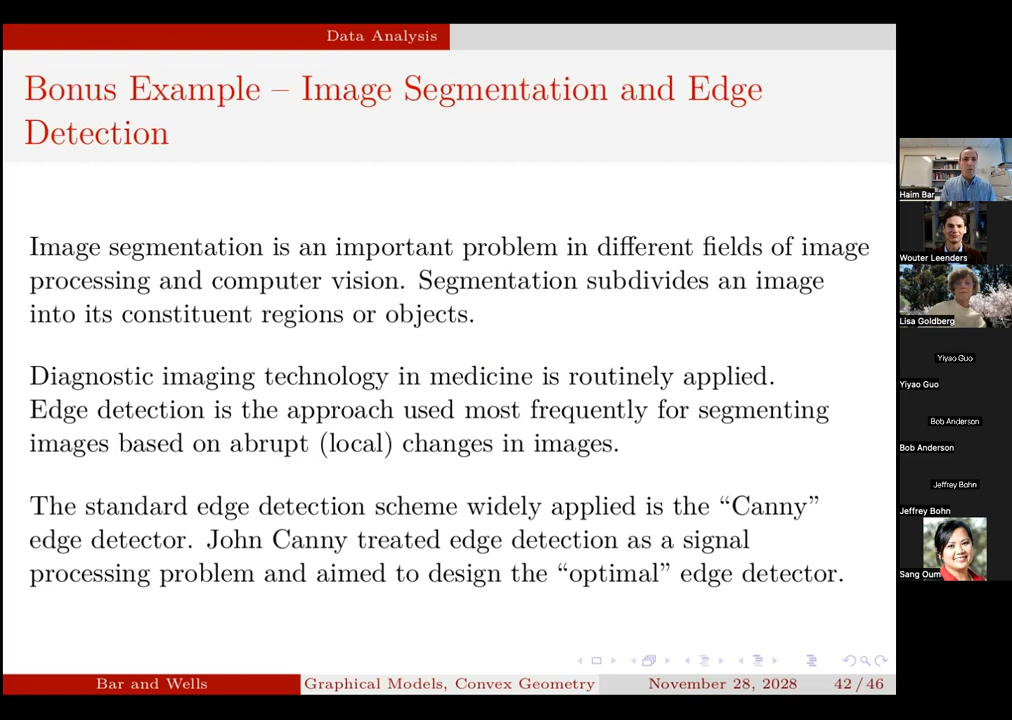 Data Analysis
Bonus Example – Image Segmentation and Edge
Detection
Image segmentation is an important problem in different fields of image
processing and computer vision. Segmentation subdivides an image
into its constituent regions or objects.
Diagnostic imaging technology in medicine is routinely applied.
Edge detection is the approach used most frequently for segmenting
images based on abrupt (local) changes in images.
The standard edge detection scheme widely applied is the “Canny”
edge detector. John Canny treated edge detection as a signal
processing problem and aimed to design the “optimal” edge detector.
Bar and Wells
Graphical Models, Convex Geometry
November 28, 2028
42 / 46
Haim Bar
Wouter Leenders
Lisa Goldberg
Yiyao Guo
Yiyao Guo
Bob Anderson
Bob Anderson
Jeffrey Bohn
Jeffrey Bohn
Sang Oum